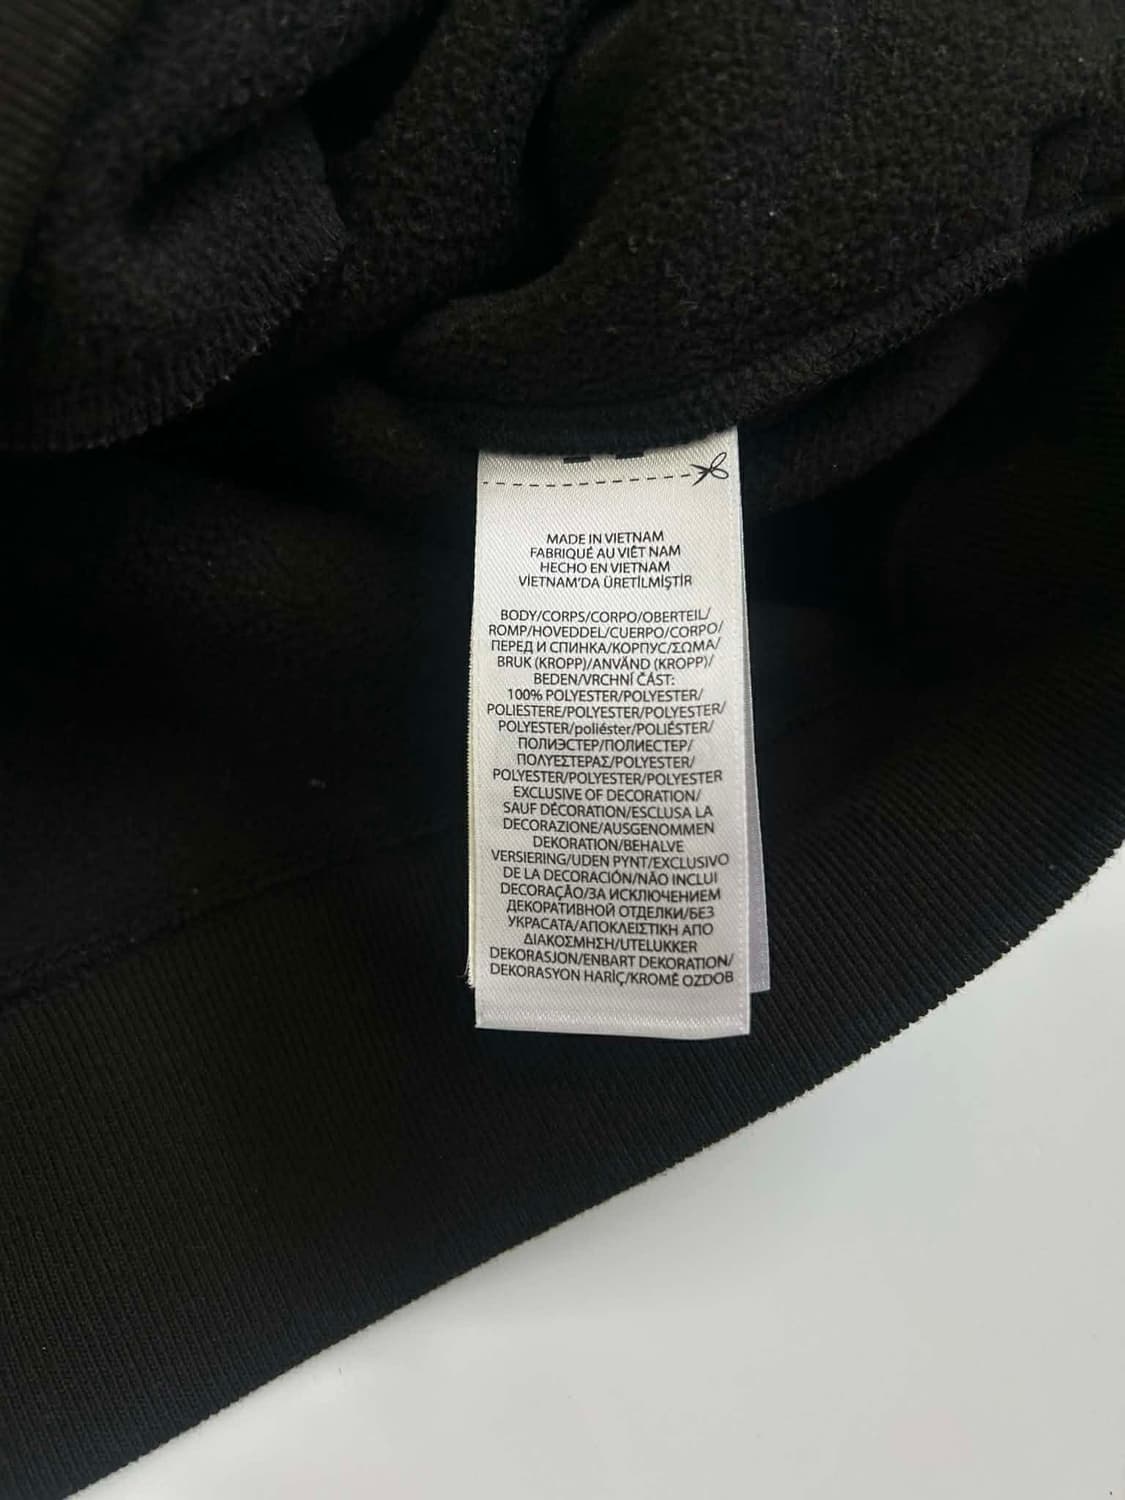 MADE IN VIETNAM
FABRIQUÉ AU VIÊT NAM
HECHO EN VIETNAM
VİETNAM'DA ÜRETİLMİŞTİR
BODY/CORPS/CORPO/OBERTEIL/
ROMP/HOVEDDEL/CUERPO/CORPO/
ПЕРЕД И СПИНКА/КОРПУС/ΣΩΜΑ/
BRUK (KROPP)/ANVÄND (KROPP)/
BEDEN/VRCHNÍ ČÁST:
100% POLYESTER/POLYESTER/
POLIESTERE/POLYESTER/POLYESTER/
POLYESTER/poliéster/POLIÉSTER/
ПОЛИЭСТЕР/ПОЛИЕСТЕР/
ΠΟΛΥΕΣΤΕΡΑΣ/POLYESTER/
POLYESTER/POLYESTER/POLYESTER
EXCLUSIVE OF DECORATION/
SAUF DÉCORATION/ESCLUSA LA
DECORAZIONE/AUSGENOMMEN
DEKORATION/BEHALVE
VERSIERING/UDEN PYNT/EXCLUSIVO
DE LA DECORACIÓN/NÃO INCLUI
DECORAÇÃO/ЗА ИСКЛЮЧЕНИЕМ
ДЕКОРАТИВНОЙ ОТДЕЛКИ/БЕЗ
УКРАСАТА/ΑΠΟΚΛΕΙΣΤΙΚΗ ΑΠΟ
ΔΙΑΚΟΣΜΗΣΗ/UTELUKKER
DEKORASJON/ENBART DEKORATION/
DEKORASYON HARİÇ/KROMĚ OZDOB